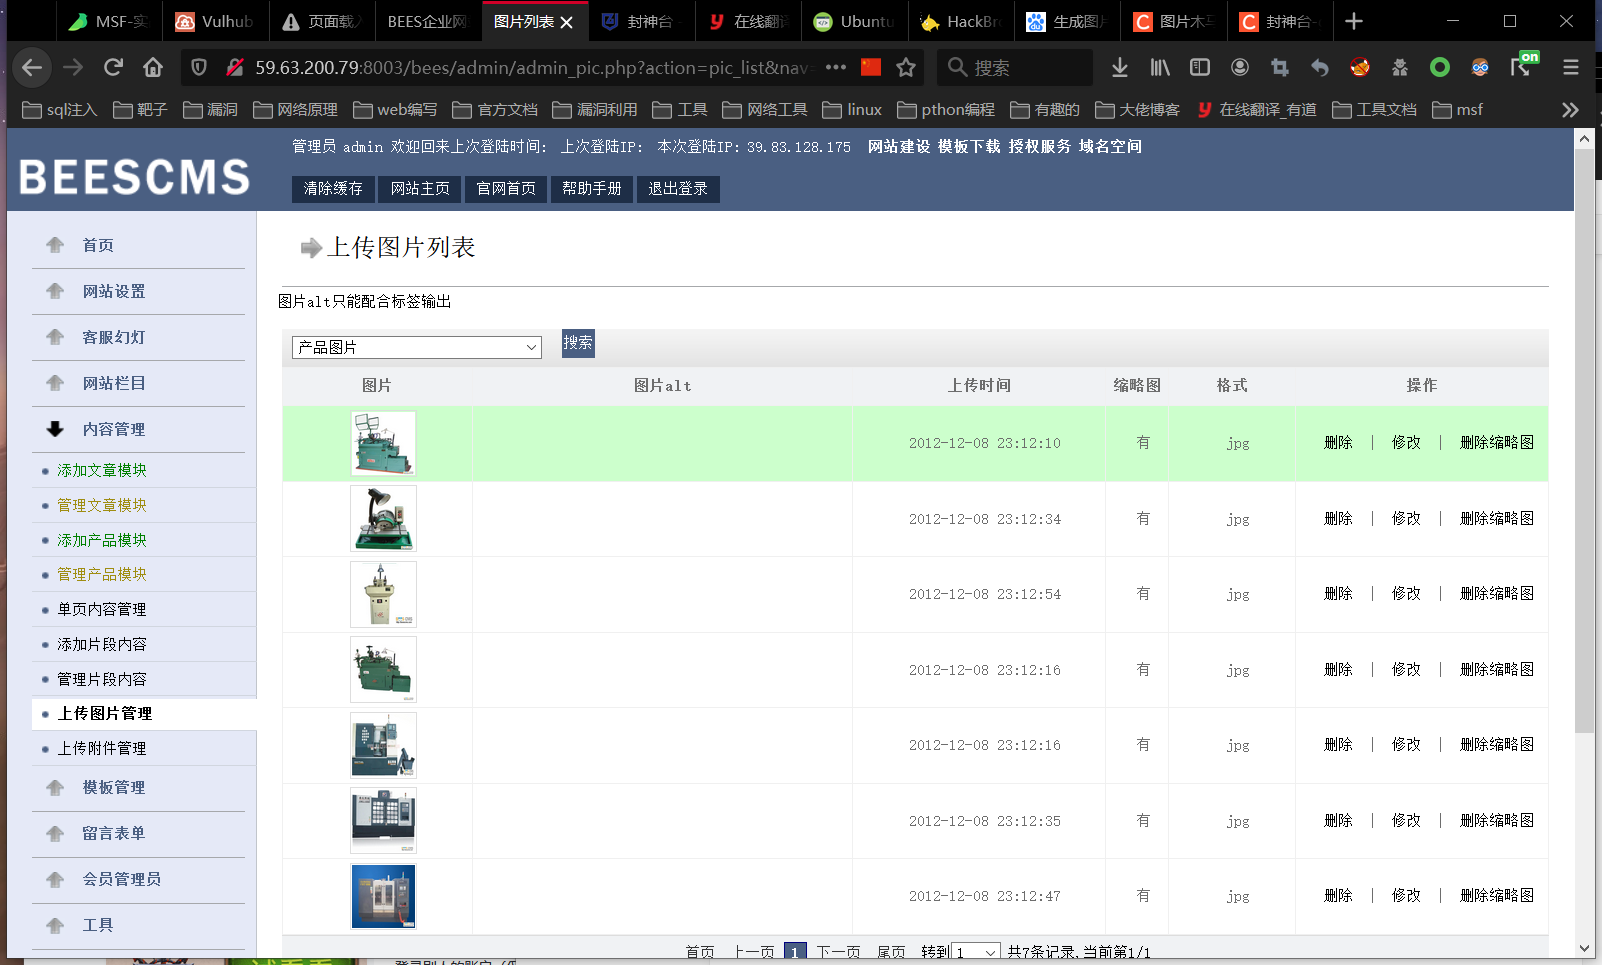 MSF-实
Vulhub
页面载入
BEES企业网
图片列表
封神台
在线翻译
Ubuntu
HackBr
生成图片
图片木马
封神台-
59.63.200.79:8003/bees/admin/admin_pic.php?action=pic_list&nav
搜索
on
sql注入 靶子 漏洞 网络原理 web编写 官方文档 漏洞利用 工具 网络工具 linux pthon编程 有趣的 大佬博客 在线翻译_有道 工具文档 msf
BEESCMS
管理员 admin 欢迎回来上次登陆时间： 上次登陆IP： 本次登陆IP：39.83.128.175 网站建设 模板下载 授权服务 域名空间
清除缓存 网站主页 官网首页 帮助手册 退出登录
首页
网站设置
客服幻灯
网站栏目
内容管理
添加文章模块
管理文章模块
添加产品模块
管理产品模块
单页内容管理
添加片段内容
管理片段内容
上传图片管理
上传附件管理
模板管理
留言表单
会员管理员
工具
上传图片列表
图片alt只能配合标签输出
产品图片 搜索
图片 图片alt 上传时间 缩略图 格式 操作
2012-12-08 23:12:10 有 jpg 删除 | 修改 | 删除缩略图
2012-12-08 23:12:34 有 jpg 删除 | 修改 | 删除缩略图
2012-12-08 23:12:54 有 jpg 删除 | 修改 | 删除缩略图
2012-12-08 23:12:16 有 jpg 删除 | 修改 | 删除缩略图
2012-12-08 23:12:16 有 jpg 删除 | 修改 | 删除缩略图
2012-12-08 23:12:35 有 jpg 删除 | 修改 | 删除缩略图
2012-12-08 23:12:47 有 jpg 删除 | 修改 | 删除缩略图
首页 上一页 1 下一页 尾页 转到 1 共7条记录,当前第1/1